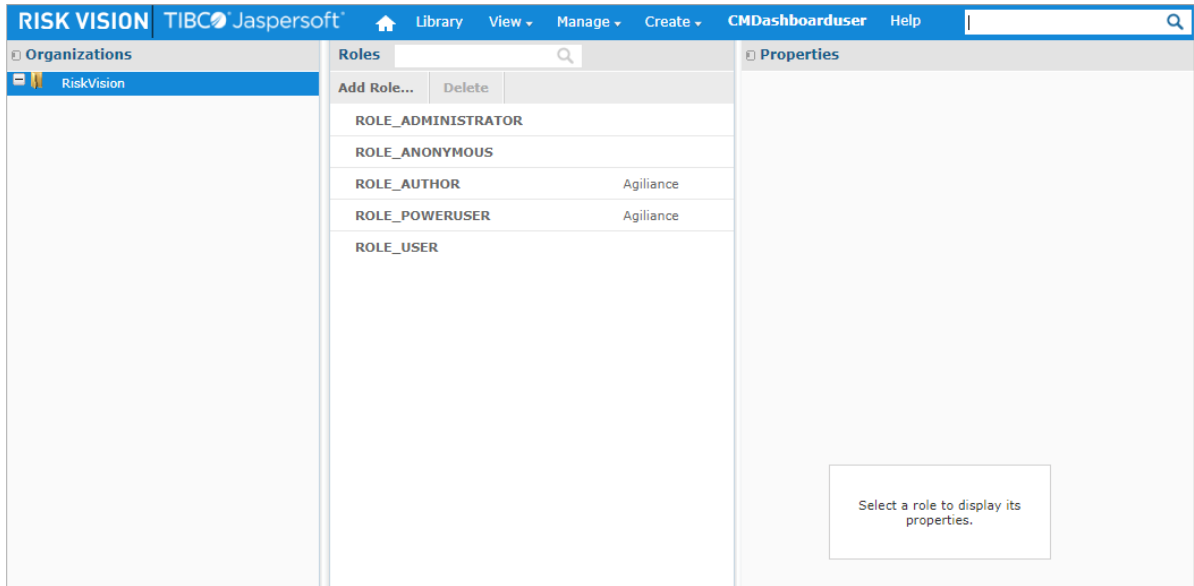 RISK VISION TIBCO Jaspersoft Library View Manage Create CMDashboarduser Help
Organizations
RiskVision
Roles
Add Role... Delete
ROLE_ADMINISTRATOR
ROLE_ANONYMOUS
ROLE_AUTHOR Agiliance
ROLE_POWERUSER Agiliance
ROLE_USER
Properties
Select a role to display its
properties.